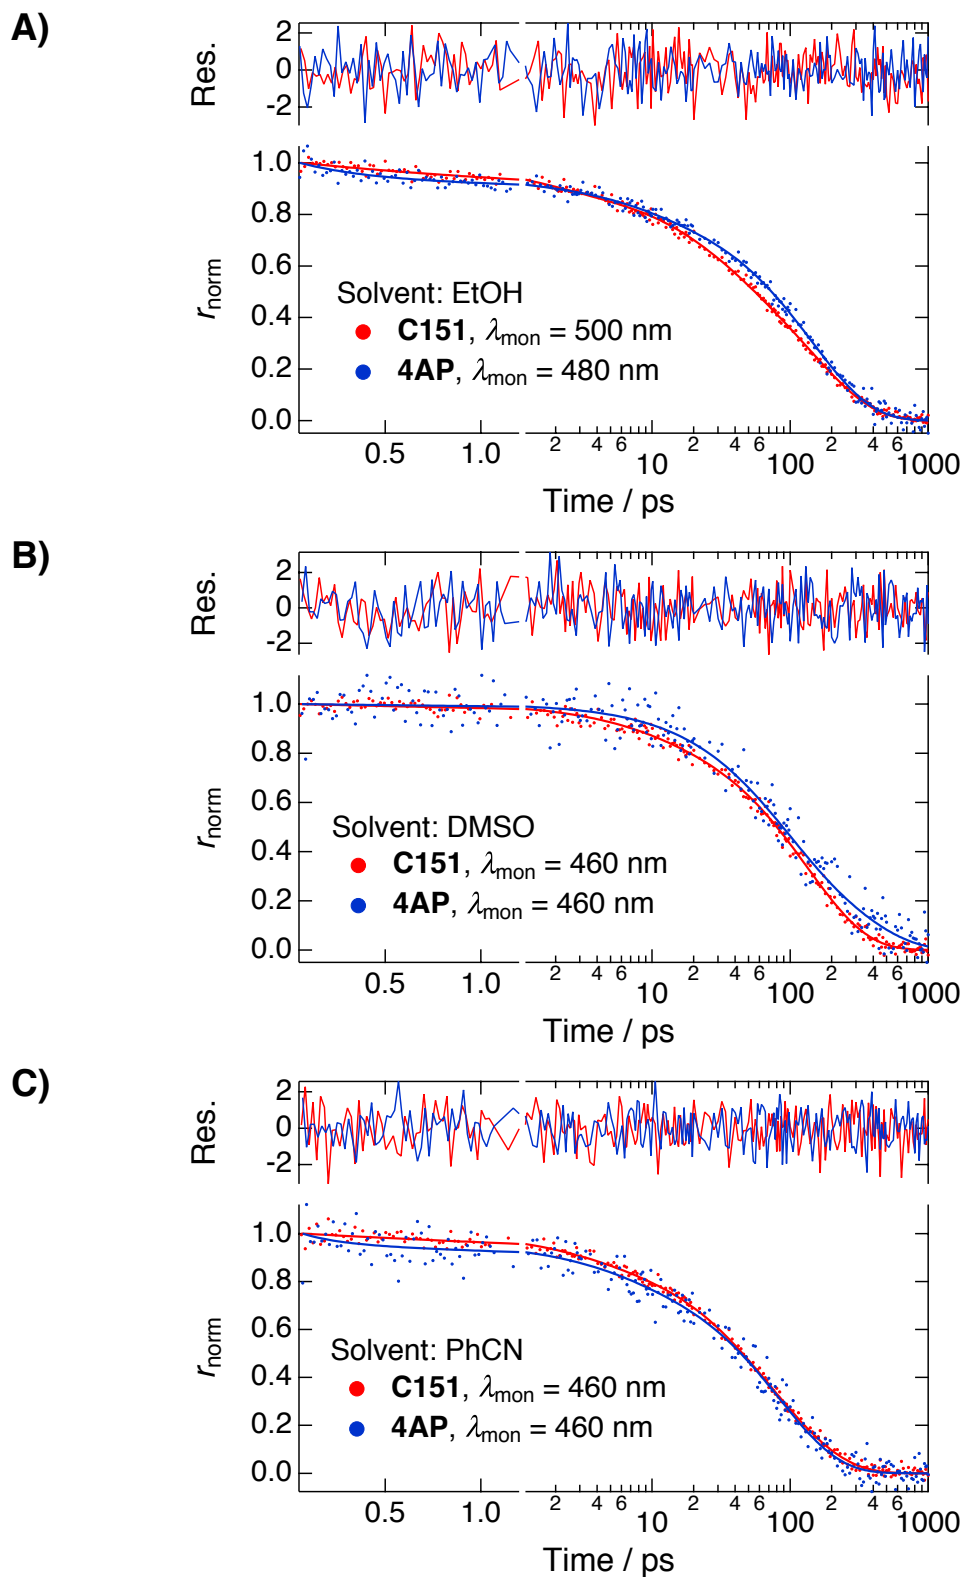 A)
Res.
2
0
-2
r_norm
1.0
0.8
0.6
0.4
0.2
0.0
Solvent: EtOH
C151, λ_mon = 500 nm
4AP, λ_mon = 480 nm
0.5 1.0 2 4 6 10 2 4 6 100 2 4 6 1000
Time / ps
B)
Res.
2
0
-2
r_norm
1.0
0.8
0.6
0.4
0.2
0.0
Solvent: DMSO
C151, λ_mon = 460 nm
4AP, λ_mon = 460 nm
0.5 1.0 2 4 6 10 2 4 6 100 2 4 6 1000
Time / ps
C)
Res.
2
0
-2
r_norm
1.0
0.8
0.6
0.4
0.2
0.0
Solvent: PhCN
C151, λ_mon = 460 nm
4AP, λ_mon = 460 nm
0.5 1.0 2 4 6 10 2 4 6 100 2 4 6 1000
Time / ps